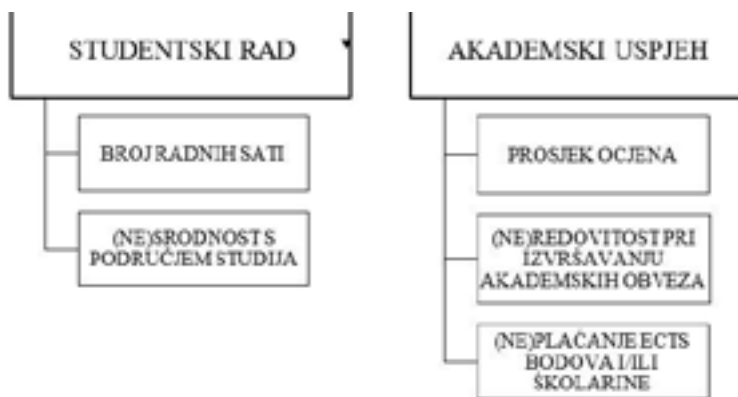 STUDENTSKI RAD
BROJ RADNIH SATI
(NE)SRODNOST S
PODRUČJEM STUDIJA
AKADEMSKI USPJEH
PROSJEK OCJENA
(NE)REDOVITOST PRI
IZVRŠAVANJU
AKADEMSKIH OBVEZA
(NE)PLAĆANJE ECTS
BODOVA I/ILI
ŠKOLARINE